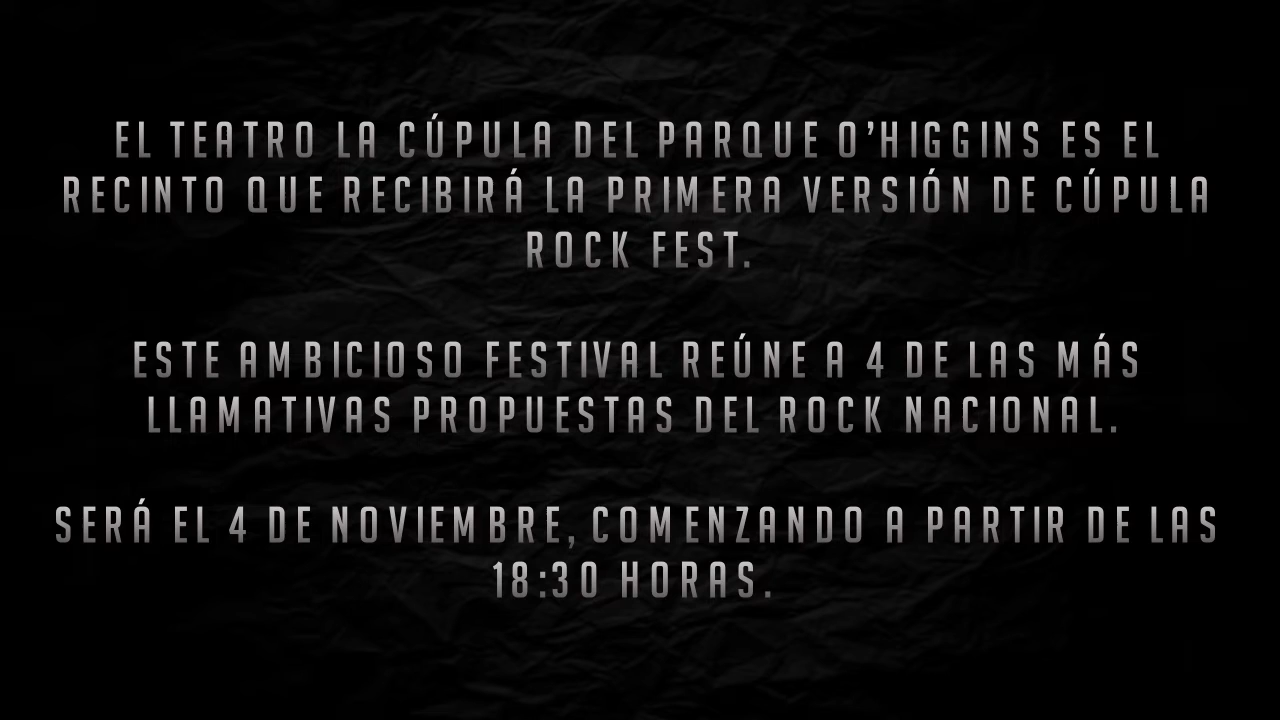 EL TEATRO LA CÚPULA DEL PARQUE O’HIGGINS ES EL
RECINTO QUE RECIBIRÁ LA PRIMERA VERSIÓN DE CÚPULA
ROCK FEST.
ESTE AMBICIOSO FESTIVAL REÚNE A 4 DE LAS MÁS
LLAMATIVAS PROPUESTAS DEL ROCK NACIONAL.
SERÁ EL 4 DE NOVIEMBRE, COMENZANDO A PARTIR DE LAS
18:30 HORAS.